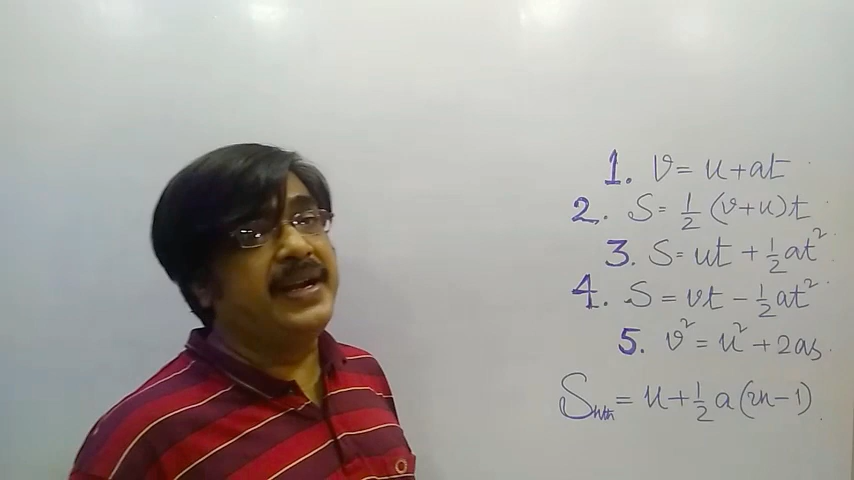 1. v = u + at
2. S = 1/2 (v+u)t
3. S = ut + 1/2 at²
4. S = vt - 1/2 at²
5. v² = u² + 2as
Snth = u + 1/2 a(2n-1)